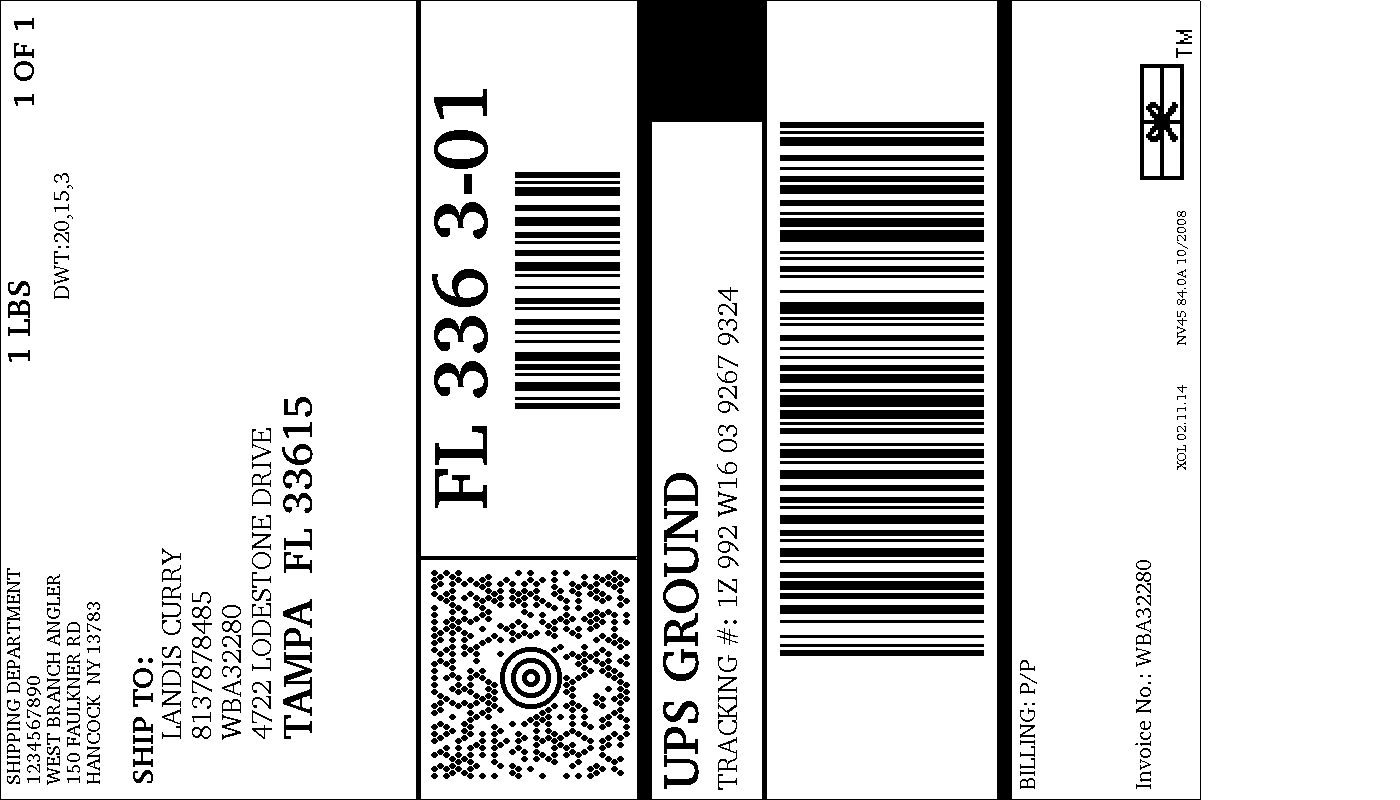 SHIPPING DEPARTMENT
1234567890
WEST BRANCH ANGLER
150 FAULKNER RD
HANCOCK NY 13783
1 LBS
1 OF 1
DWT:20,15,3
SHIP TO:
LANDIS CURRY
8137878485
WBA32280
4722 LODESTONE DRIVE
TAMPA FL 33615
FL 336 3-01
UPS GROUND
TRACKING #: 1Z 992 W16 03 9267 9324
BILLING: P/P
Invoice No.: WBA32280
XOL 02.11.14 NV45 84.0A 10/2008
TM